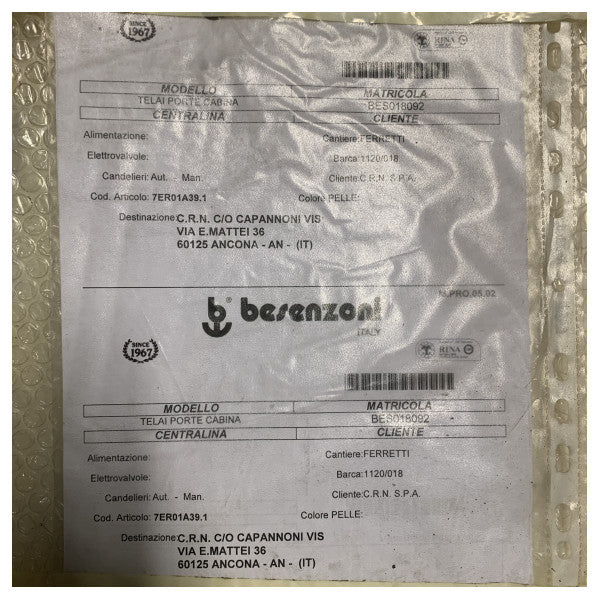 SINCE
1967
RINA
MODELLO MATRICOLA
TELAI PORTE CABINA BES018092
CENTRALINA CLIENTE
Alimentazione: Cantiere:FERRETTI
Elettrovalvole: Barca:1120/018
Candelieri: Aut. - Man. Cliente:C.R.N. S.P.A.
Cod. Articolo: 7ER01A39.1 Colore PELLE:
Destinazione:C.R.N. C/O CAPANNONI VIS
VIA E.MATTEI 36
60125 ANCONA - AN - (IT)
M.PRO.05.02
besenzoni
ITALY
SINCE
1967
RINA
MODELLO MATRICOLA
TELAI PORTE CABINA BES018092
CENTRALINA CLIENTE
Alimentazione: Cantiere:FERRETTI
Elettrovalvole: Barca:1120/018
Candelieri: Aut. - Man. Cliente:C.R.N. S.P.A.
Cod. Articolo: 7ER01A39.1 Colore PELLE:
Destinazione:C.R.N. C/O CAPANNONI VIS
VIA E.MATTEI 36
60125 ANCONA - AN - (IT)